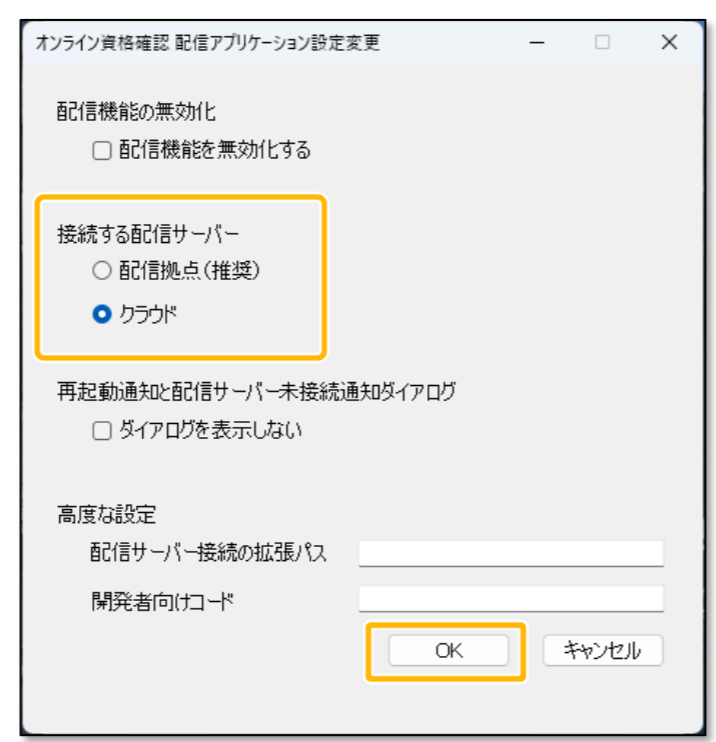 オンライン資格確認 配信アプリケーション設定変更
配信機能の無効化
配信機能を無効化する
接続する配信サーバー
配信拠点(推奨)
クラウド
再起動通知と配信サーバー未接続通知ダイアログ
ダイアログを表示しない
高度な設定
配信サーバー接続の拡張パス
開発者向けコード
OK キャンセル